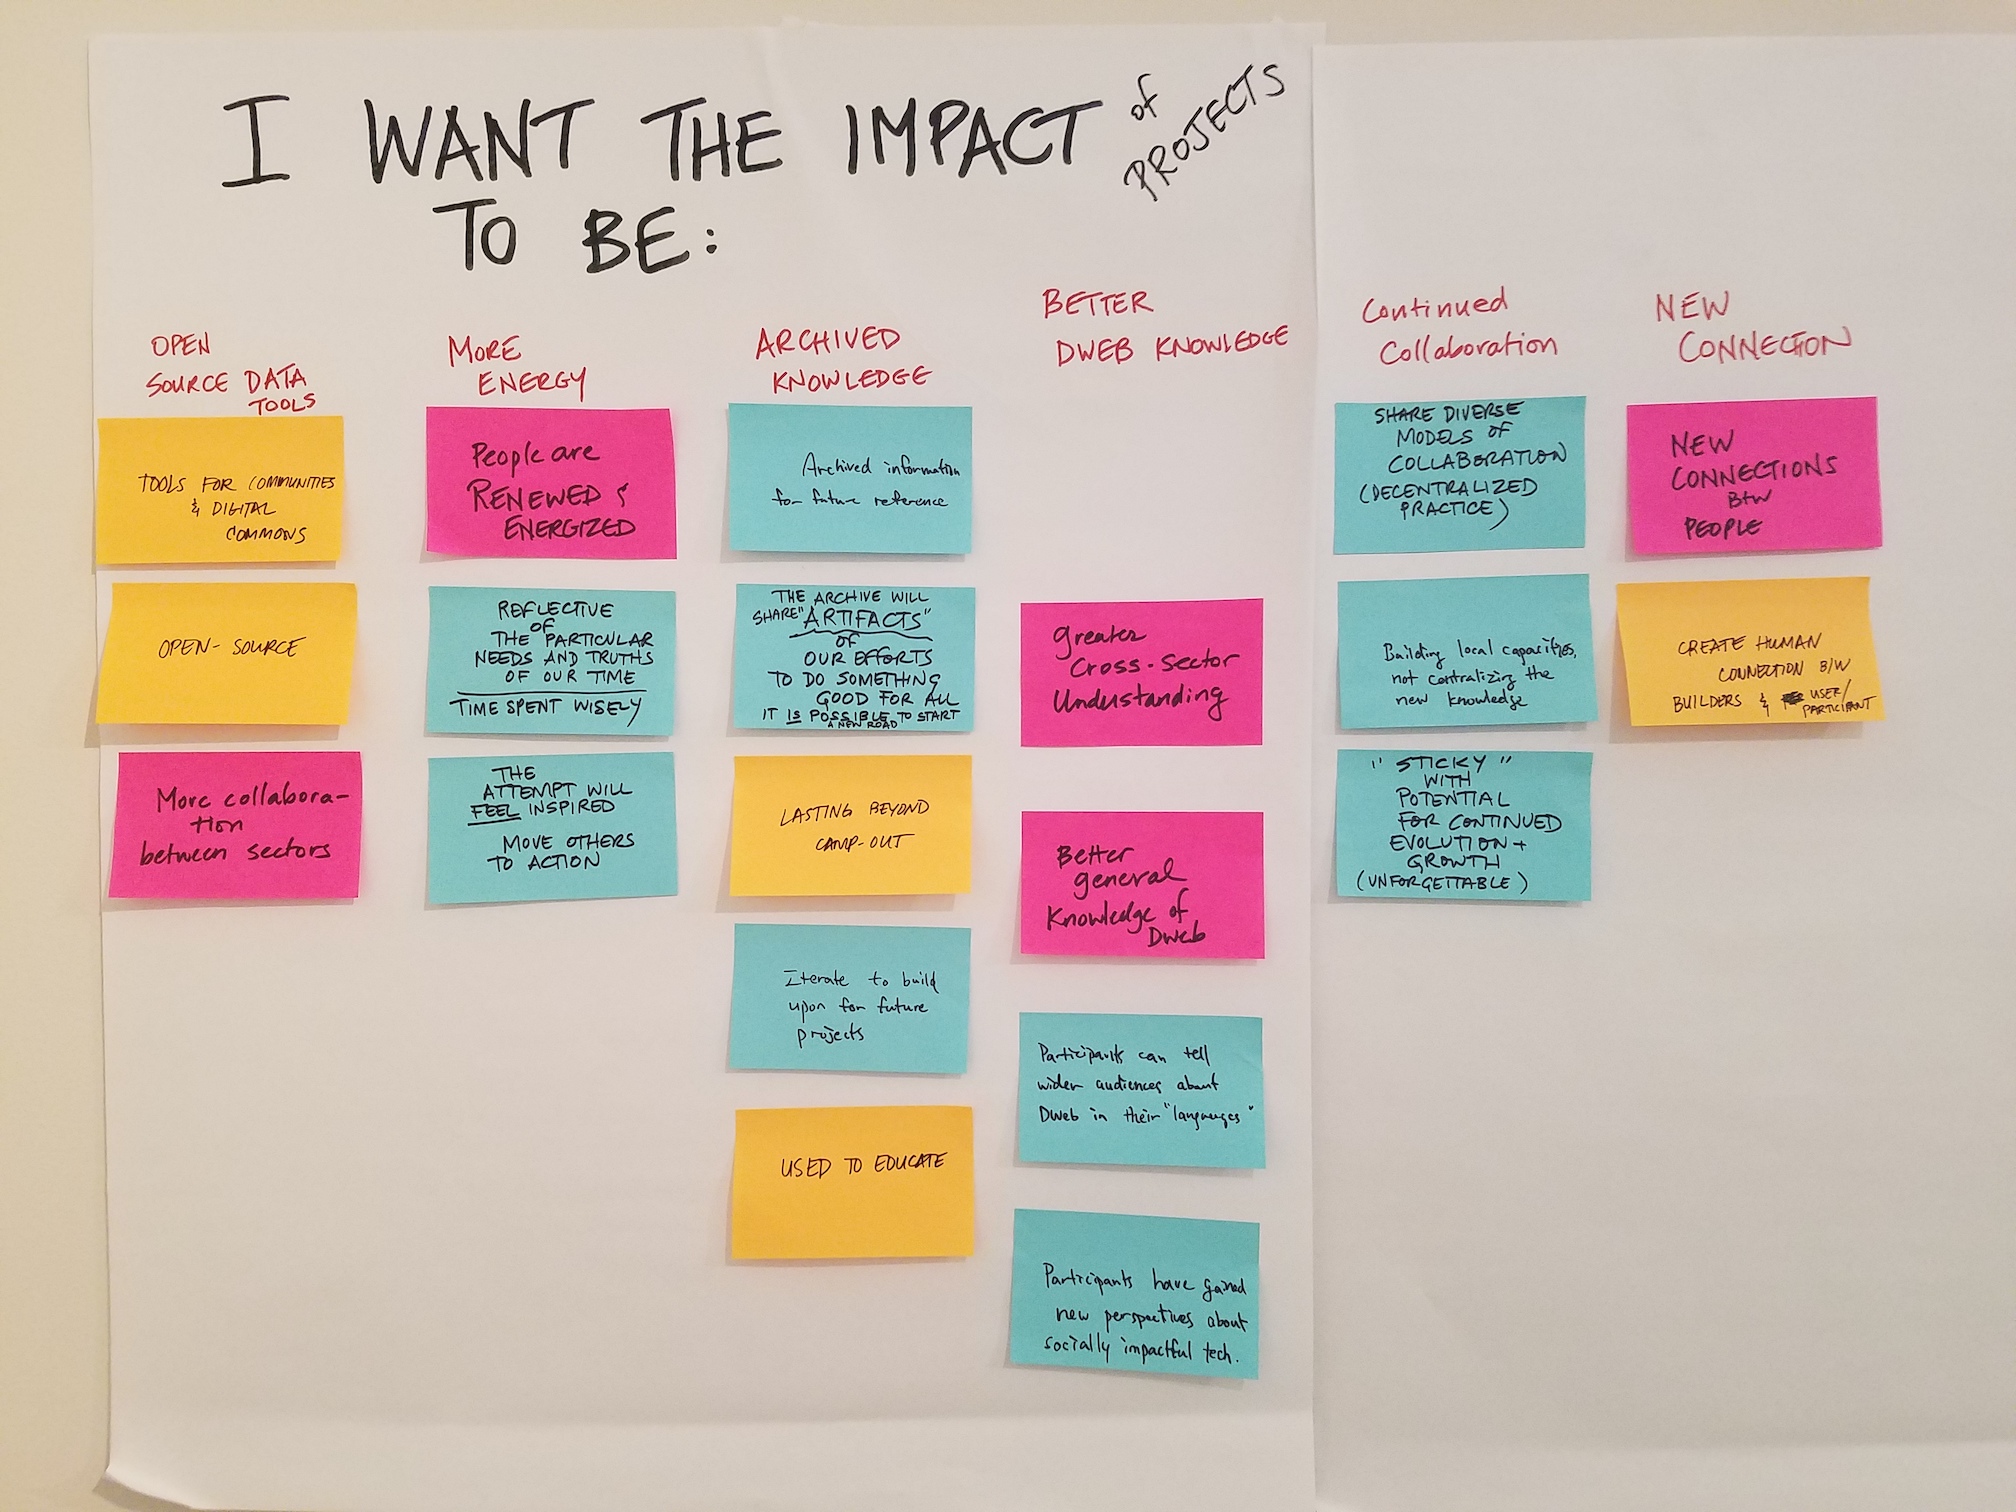 I WANT THE IMPACT of PROJECTS
TO BE:
OPEN
SOURCE DATA
TOOLS
TOOLS FOR COMMUNITIES
& DIGITAL
COMMONS
OPEN-SOURCE
More collabora-
tion
between sectors
MORE
ENERGY
People are
RENEWED &
ENERGIZED
REFLECTIVE
OF
THE PARTICULAR
NEEDS AND TRUTHS
OF OUR TIME
TIME SPENT WISELY
THE
ATTEMPT WILL
FEEL INSPIRED
MOVE OTHERS
TO ACTION
ARCHIVED
KNOWLEDGE
Archived information
for future reference
THE ARCHIVE WILL
SHARE "ARTIFACTS"
OF
OUR EFFORTS
TO DO SOMETHING
GOOD FOR ALL
IT IS POSSIBLE TO START
A NEW ROAD
LASTING BEYOND
CAMP-OUT
Iterate to build
upon for future
projects
USED TO EDUCATE
BETTER
DWEB KNOWLEDGE
Greater
Cross-sector
Understanding
Better
general
Knowledge of
Dweb
Participants can tell
wider audiences about
Dweb in their "languages"
Participants have gained
new perspectives about
socially impactful tech.
Continued
Collaboration
SHARE DIVERSE
MODELS OF
COLLABERATION
(DECENTRALIZED
PRACTICE)
Building local capacities,
not centralizing the
new knowledge
"STICKY"
WITH
POTENTIAL
FOR CONTINUED
EVOLUTION +
GROWTH
(UNFORGETTABLE)
NEW
CONNECTION
NEW
CONNECTIONS
BtW
PEOPLE
CREATE HUMAN
CONNECTION B/W
BUILDERS & USER/
PARTICIANT